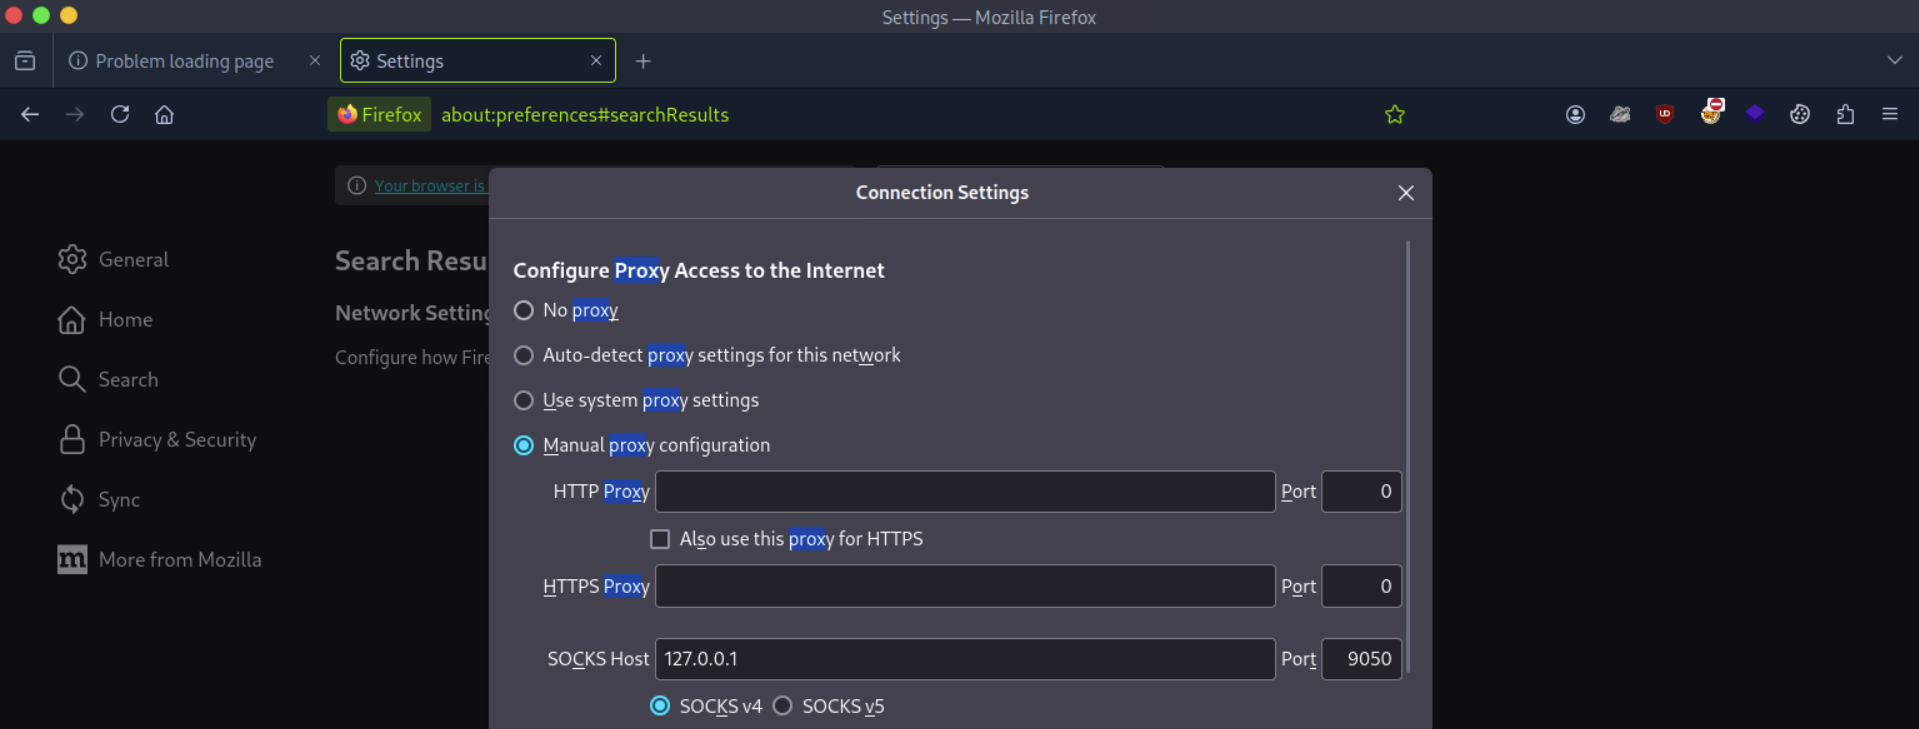 Settings — Mozilla Firefox
Problem loading page
Settings
Firefox about:preferences#searchResults
UD
Your browser is
Connection Settings
General
Home
Search
Privacy & Security
Sync
m More from Mozilla
Search Resu
Network Setting
Configure how Fire
Configure Proxy Access to the Internet
No proxy
Auto-detect proxy settings for this network
Use system proxy settings
Manual proxy configuration
HTTP Proxy Port 0
Also use this proxy for HTTPS
HTTPS Proxy Port 0
SOCKS Host 127.0.0.1 Port 9050
SOCKS v4 SOCKS v5